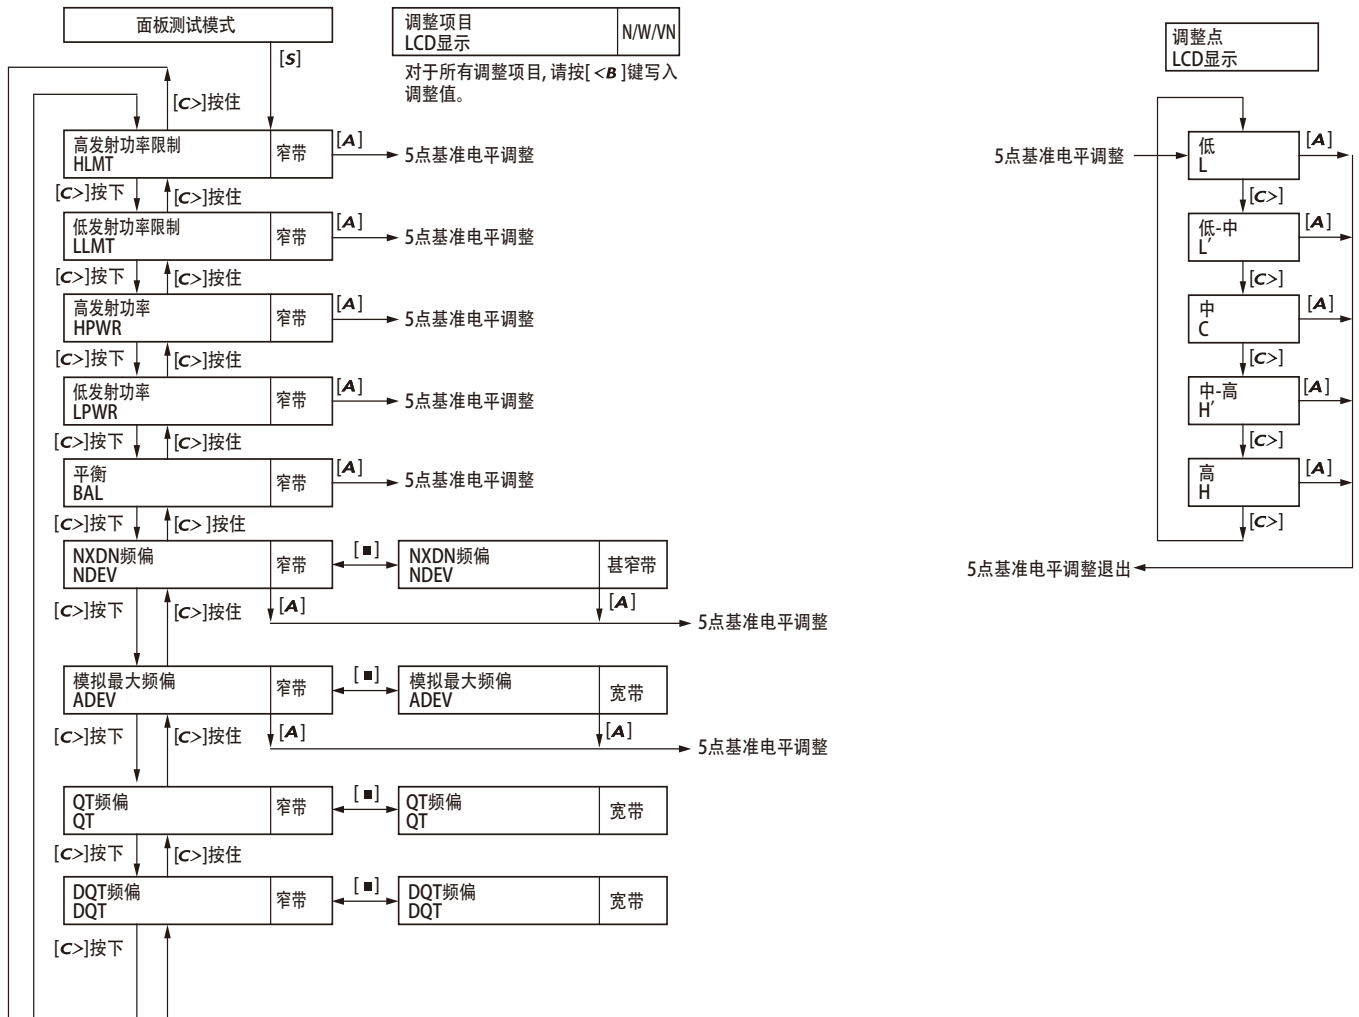 面板测试模式
调整项目
LCD显示
N/W/VN
对于所有调整项目,请按[<B]键写入
调整值。
[S]
[C>]按住
高发射功率限制
HLMT
窄带
[A]
5点基准电平调整
[C>]按下
[C>]按住
低发射功率限制
LLMT
窄带
[A]
5点基准电平调整
[C>]按下
[C>]按住
高发射功率
HPWR
窄带
[A]
5点基准电平调整
[C>]按下
[C>]按住
低发射功率
LPWR
窄带
[A]
5点基准电平调整
[C>]按下
[C>]按住
平衡
BAL
窄带
[A]
5点基准电平调整
[C>]按下
[C> ]按住
NXDN频偏
NDEV
窄带
[■]
NXDN频偏
NDEV
甚窄带
[C>]按下
[C>]按住
[A]
[A]
5点基准电平调整
模拟最大频偏
ADEV
窄带
[■]
模拟最大频偏
ADEV
宽带
[C>]按下
[C>]按住
[A]
[A]
5点基准电平调整
QT频偏
QT
窄带
[■]
QT频偏
QT
宽带
[C>]按下
[C>]按住
DQT频偏
DQT
窄带
[■]
DQT频偏
DQT
宽带
[C>]按下
调整点
LCD显示
5点基准电平调整
低
L
[A]
[C>]
低-中
L′
[A]
[C>]
中
C
[A]
[C>]
中-高
H′
[A]
[C>]
高
H
[A]
[C>]
5点基准电平调整退出